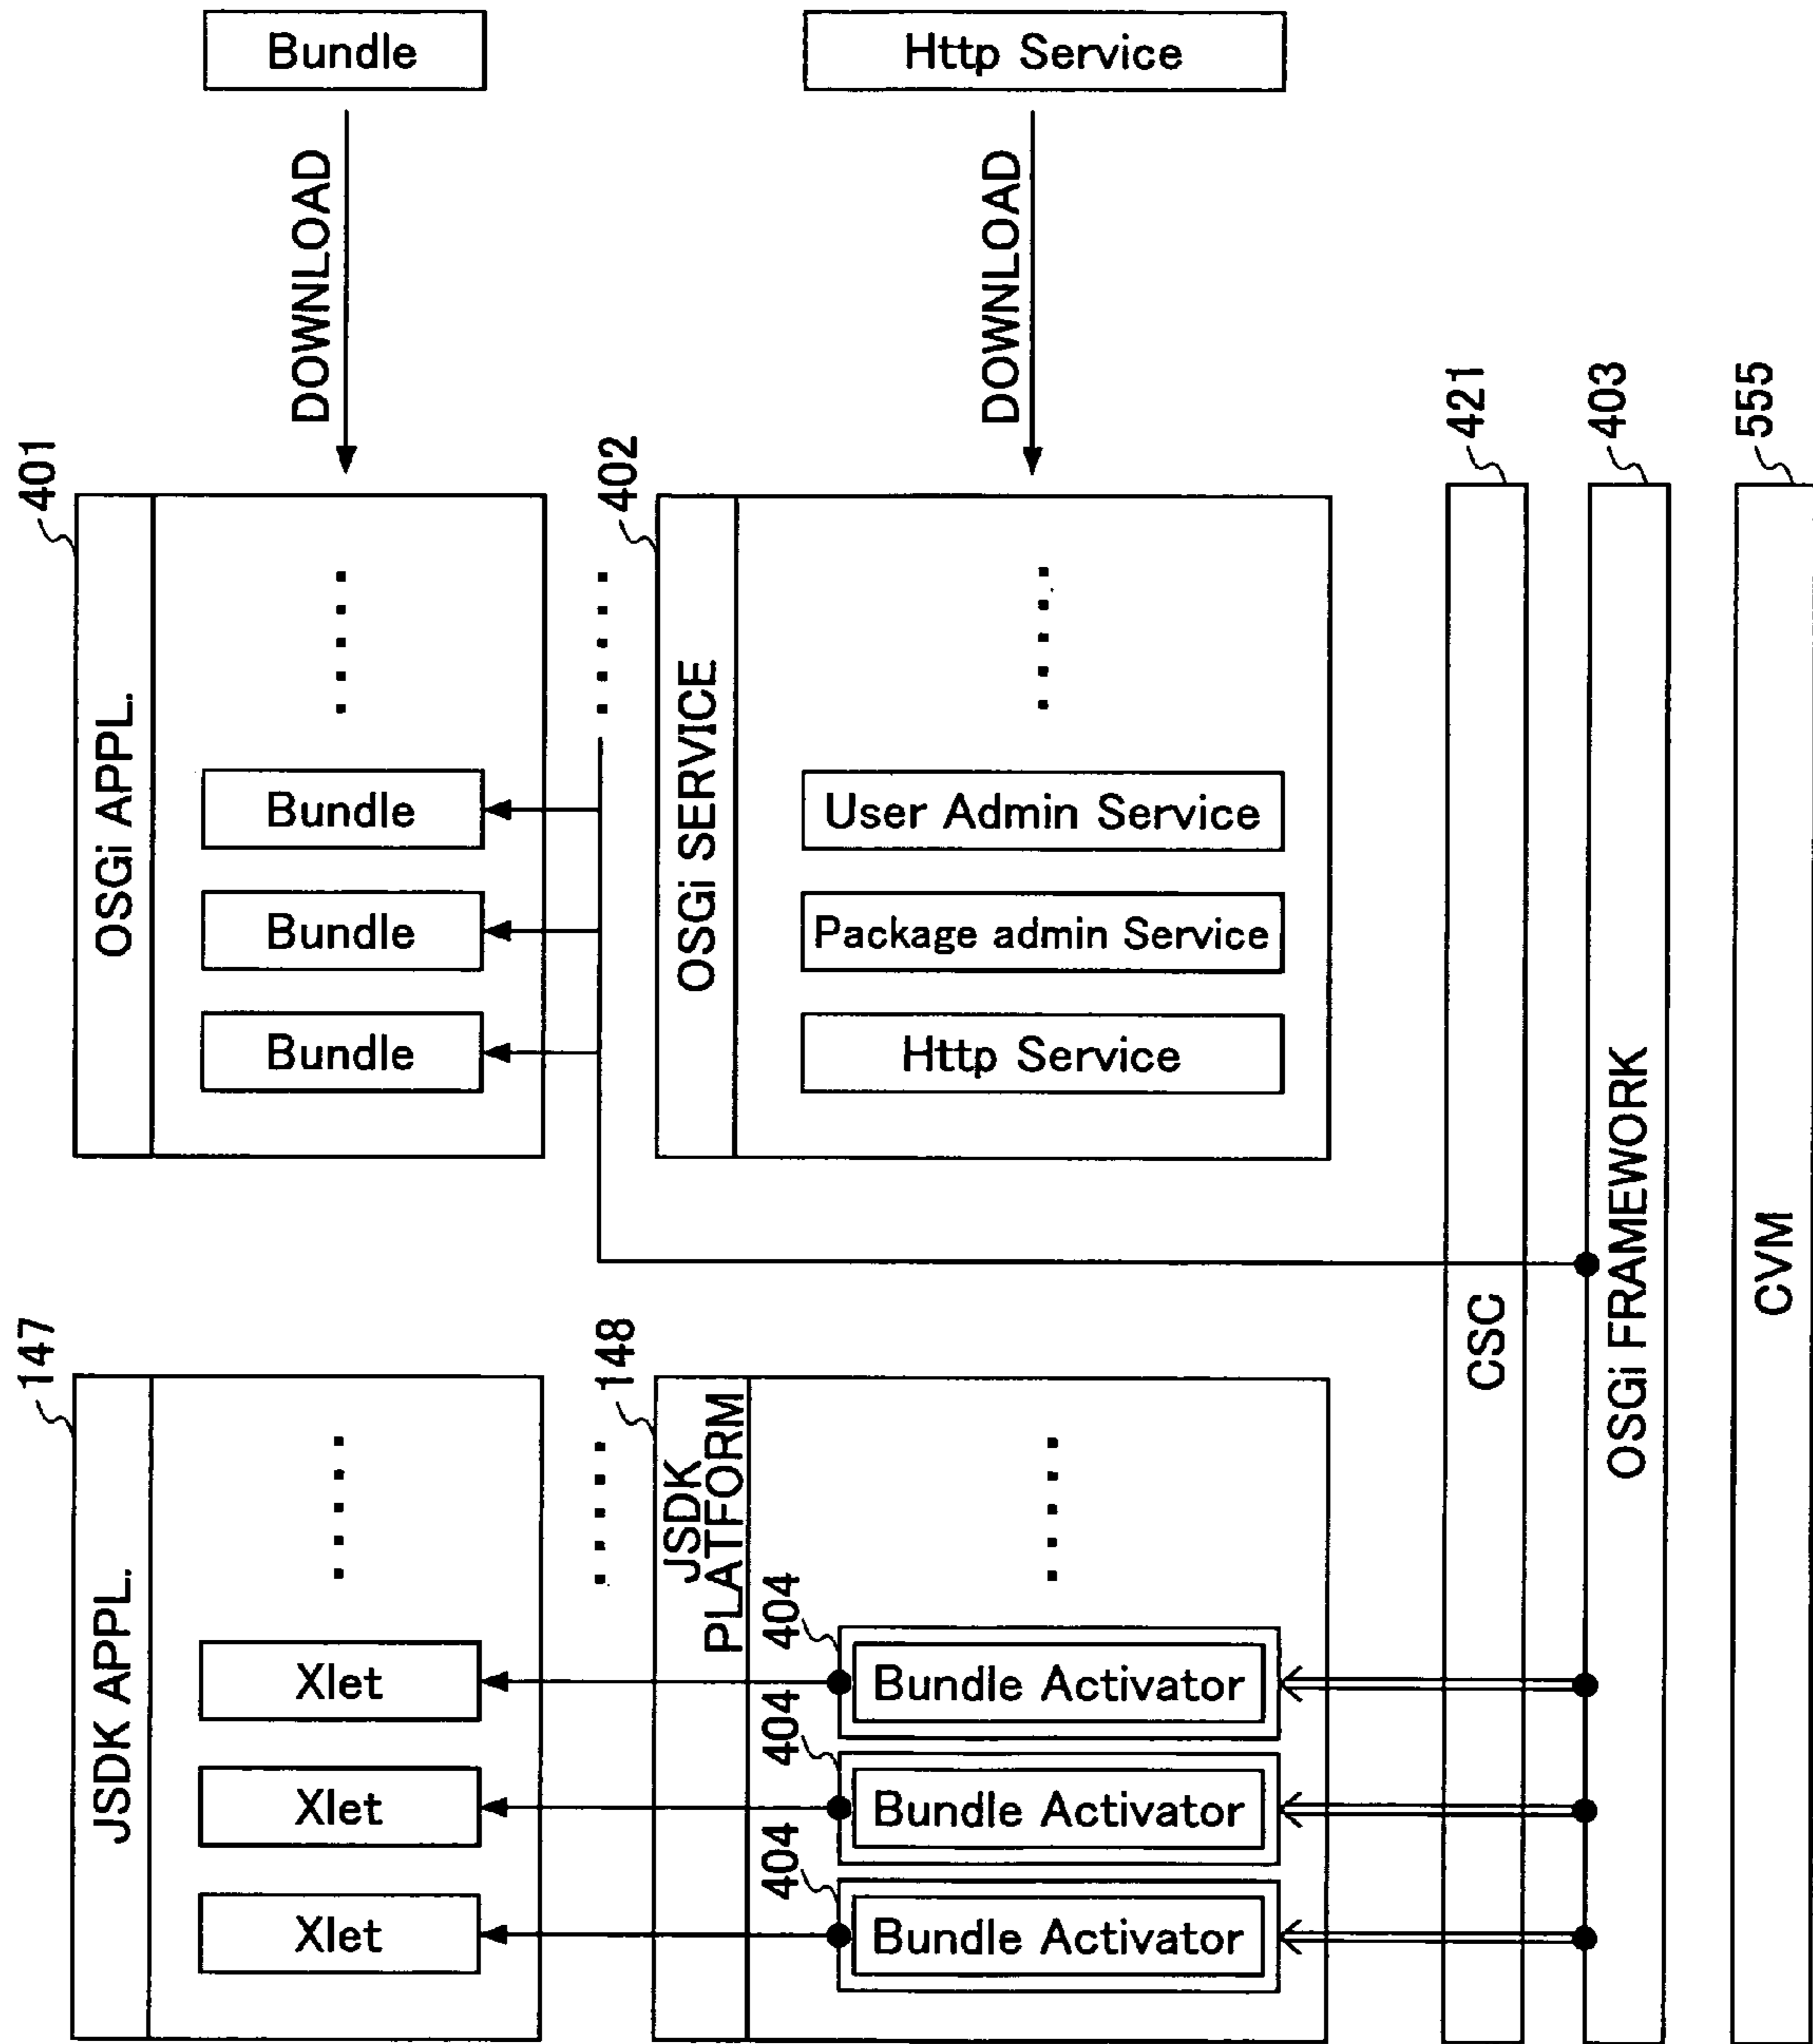 Bundle
Http Service
DOWNLOAD
DOWNLOAD
401
OSGi APPL.
Bundle
Bundle
Bundle
402
OSGi SERVICE
User Admin Service
Package admin Service
Http Service
147
JSDK APPL.
Xlet
Xlet
Xlet
148
JSDK
PLATFORM
404
Bundle Activator
404
Bundle Activator
404
Bundle Activator
421
CSC
403
OSGi FRAMEWORK
555
CVM